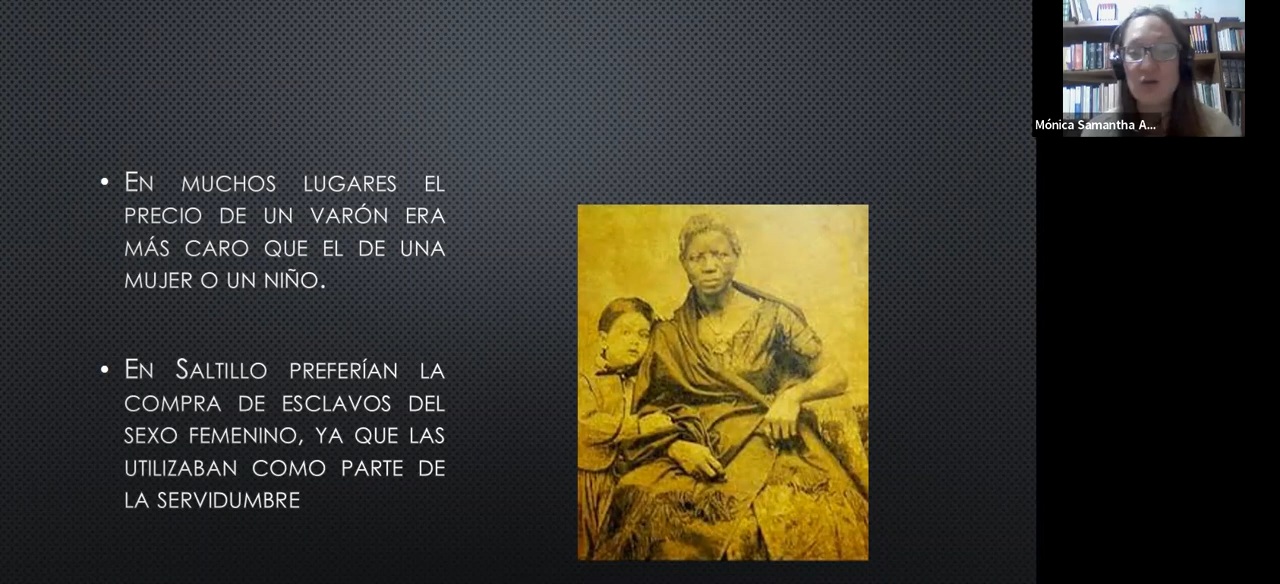 • En muchos lugares el
precio de un varón era
más caro que el de una
mujer o un niño.
• En Saltillo preferían la
compra de esclavos del
sexo femenino, ya que las
utilizaban como parte de
la servidumbre
Mónica Samantha A...